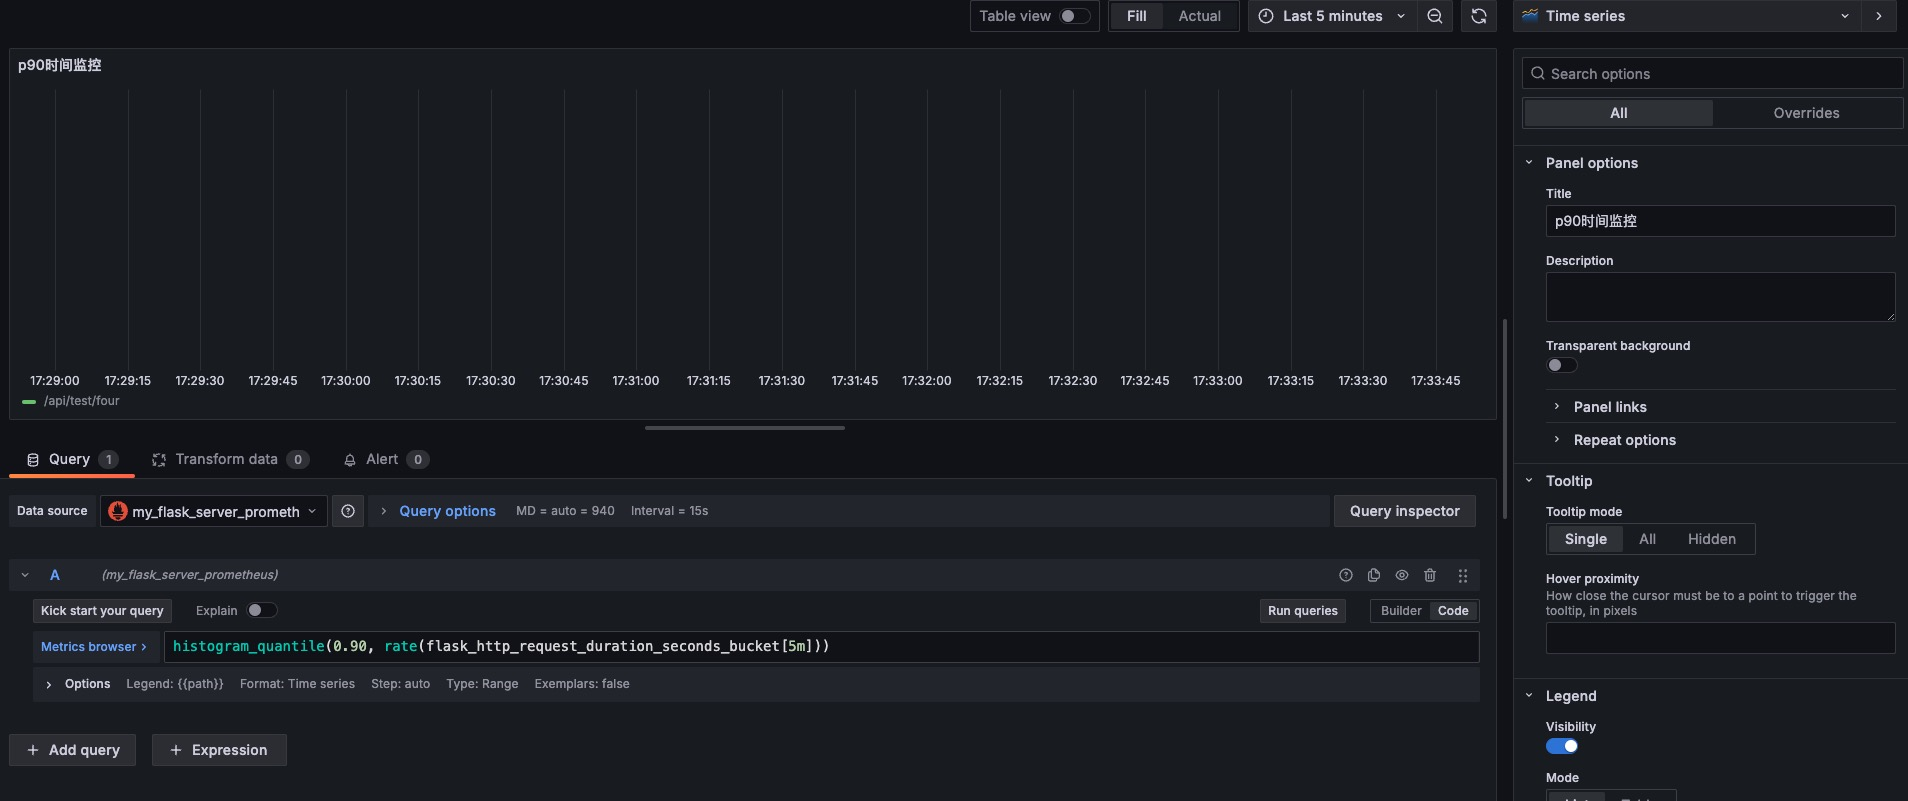 Table view
Fill
Actual
Last 5 minutes
Time series
p90时间监控
17:29:00 17:29:15 17:29:30 17:29:45 17:30:00 17:30:15 17:30:30 17:30:45 17:31:00 17:31:15 17:31:30 17:31:45 17:32:00 17:32:15 17:32:30 17:32:45 17:33:00 17:33:15 17:33:30 17:33:45
/api/test/four
Query 1
Transform data 0
Alert 0
Data source
my_flask_server_prometh
Query options
MD = auto = 940
Interval = 15s
Query inspector
A
(my_flask_server_prometheus)
Kick start your query
Explain
Run queries
Builder
Code
Metrics browser >
histogram_quantile(0.90, rate(flask_http_request_duration_seconds_bucket[5m]))
Options
Legend: {{path}}
Format: Time series
Step: auto
Type: Range
Exemplars: false
+ Add query
+ Expression
Search options
All
Overrides
Panel options
Title
p90时间监控
Description
Transparent background
Panel links
Repeat options
Tooltip
Tooltip mode
Single
All
Hidden
Hover proximity
How close the cursor must be to a point to trigger the
tooltip, in pixels
Legend
Visibility
Mode